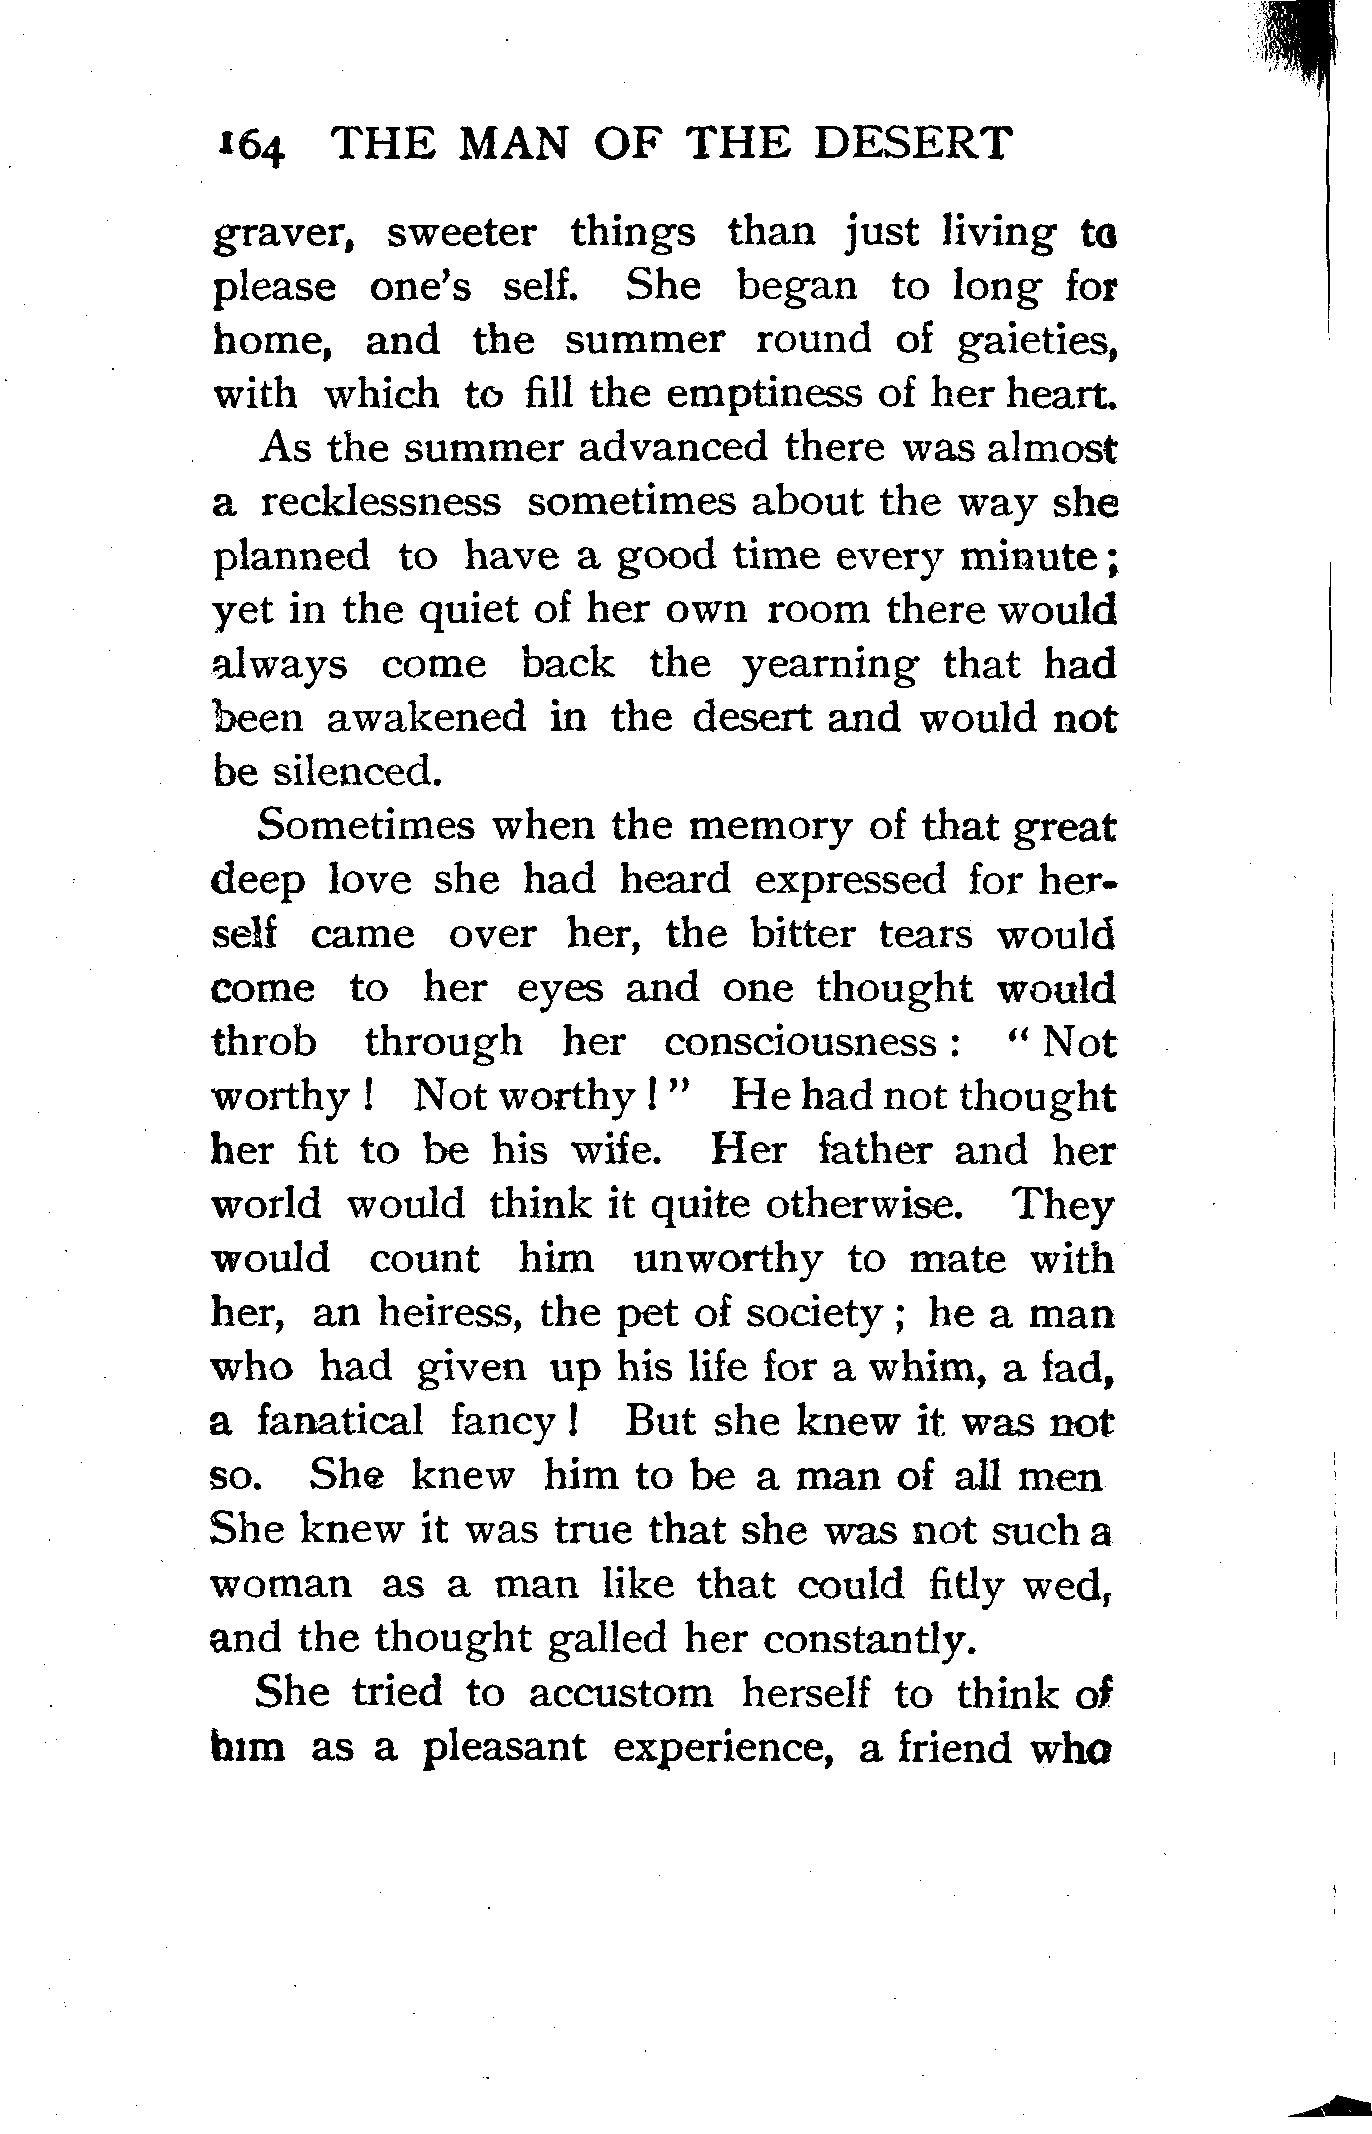 164 THE MAN OF THE DESERT
graver, sweeter things than just living to
please one's self. She began to long for
home, and the summer round of gaieties,
with which to fill the emptiness of her heart.
As the summer advanced there was almost
a recklessness sometimes about the way she
planned to have a good time every minute;
yet in the quiet of her own room there would
always come back the yearning that had
been awakened in the desert and would not
be silenced.
Sometimes when the memory of that great
deep love she had heard expressed for her-
self came over her, the bitter tears would
come to her eyes and one thought would
throb through her consciousness: "Not
worthy! Not worthy!" He had not thought
her fit to be his wife. Her father and her
world would think it quite otherwise. They
would count him unworthy to mate with
her, an heiress, the pet of society; he a man
who had given up his life for a whim, a fad,
a fanatical fancy! But she knew it was not
so. She knew him to be a man of all men
She knew it was true that she was not such a
woman as a man like that could fitly wed,
and the thought galled her constantly.
She tried to accustom herself to think of
him as a pleasant experience, a friend who